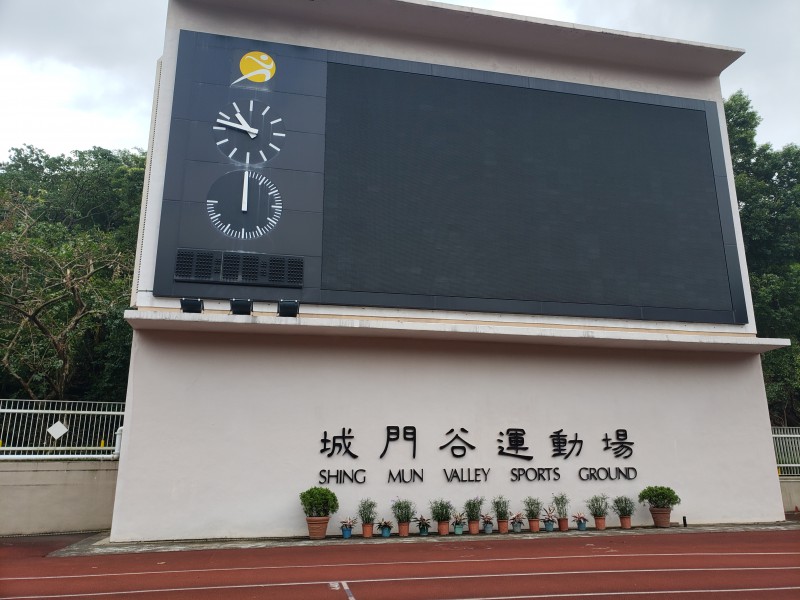 城門谷運動場
SHING MUN VALLEY SPORTS GROUND